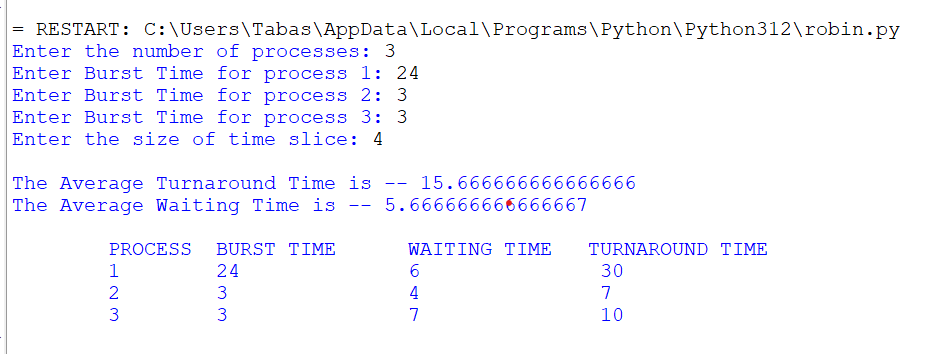 = RESTART: C:\Users\Tabas\AppData\Local\Programs\Python\Python312\robin.py
Enter the number of processes: 3
Enter Burst Time for process 1: 24
Enter Burst Time for process 2: 3
Enter Burst Time for process 3: 3
Enter the size of time slice: 4
The Average Turnaround Time is -- 15.666666666666666
The Average Waiting Time is -- 5.666666666666667
PROCESS BURST TIME WAITING TIME TURNAROUND TIME
1 24 6 30
2 3 4 7
3 3 7 10